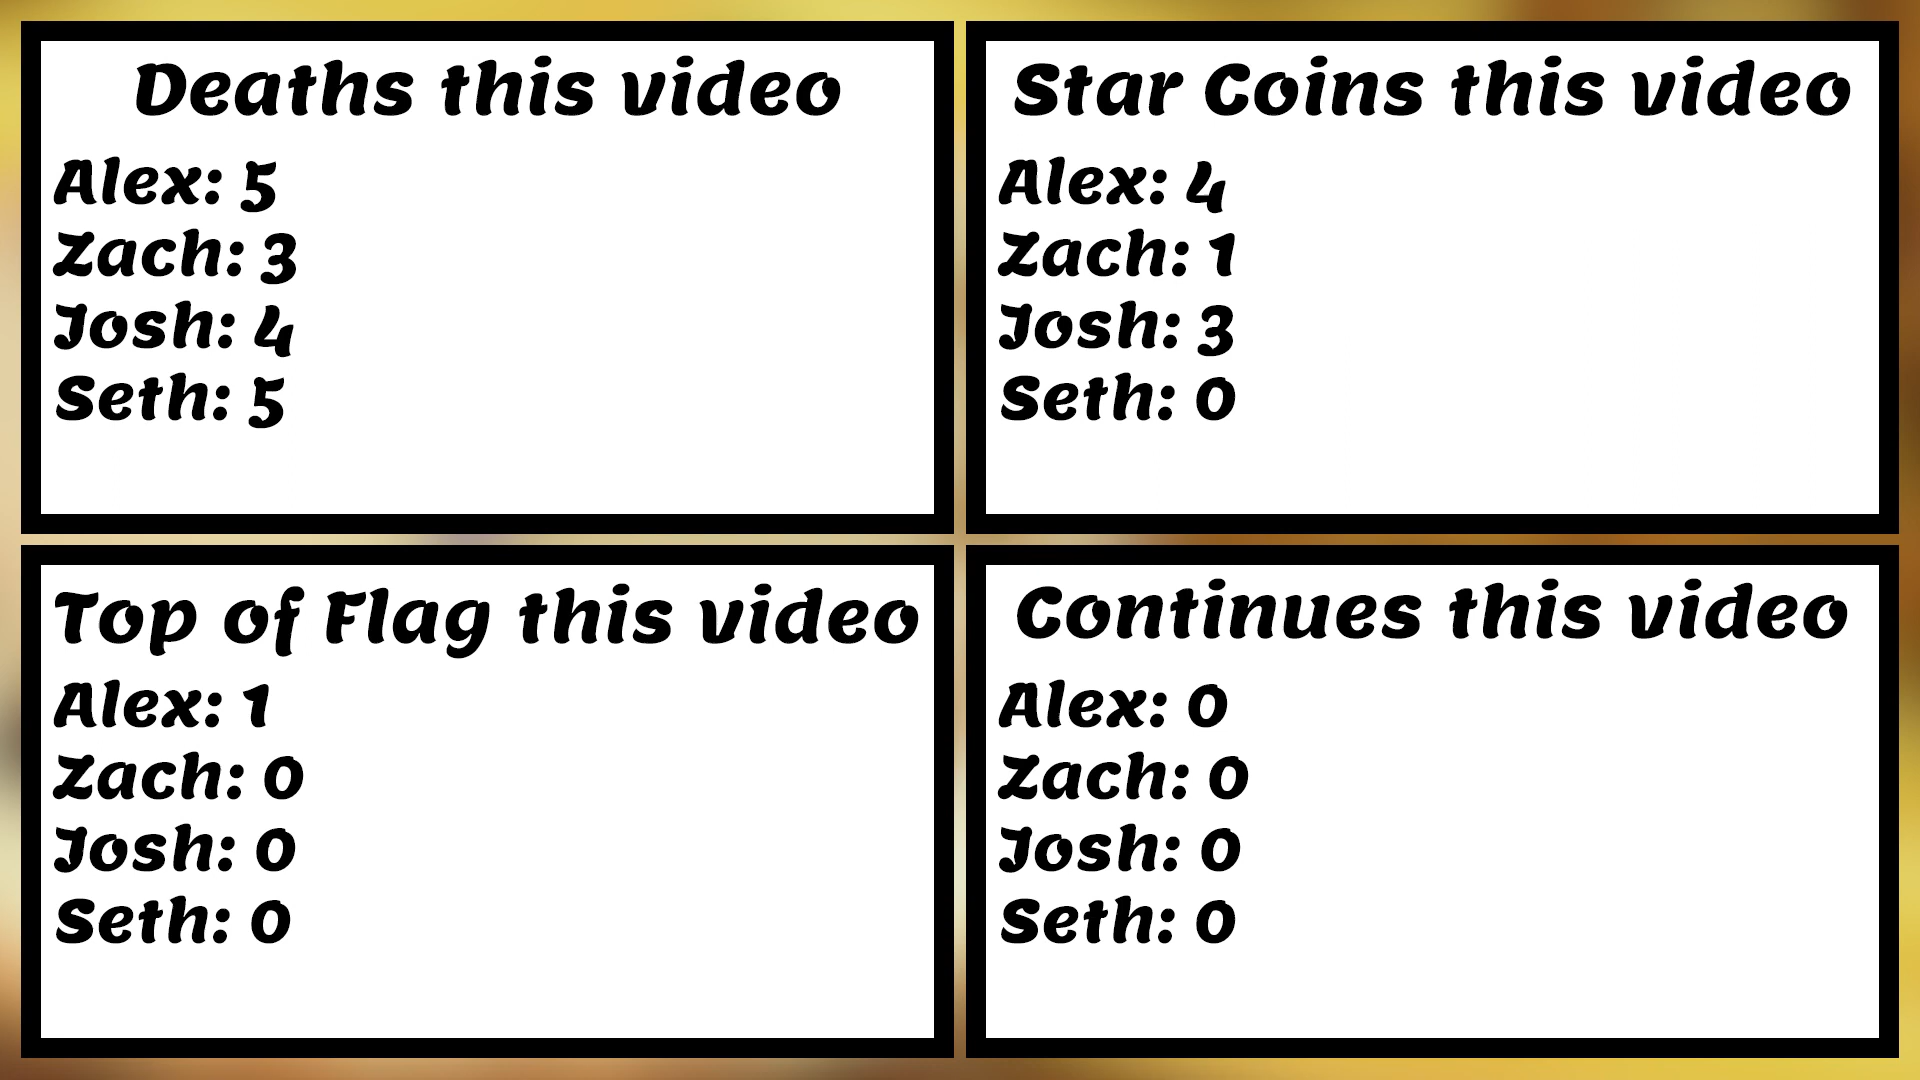 Deaths this video
Alex: 5
Zach: 3
Josh: 4
Seth: 5
Star Coins this video
Alex: 4
Zach: 1
Josh: 3
Seth: 0
Top of Flag this video
Alex: 1
Zach: 0
Josh: 0
Seth: 0
Continues this video
Alex: 0
Zach: 0
Josh: 0
Seth: 0